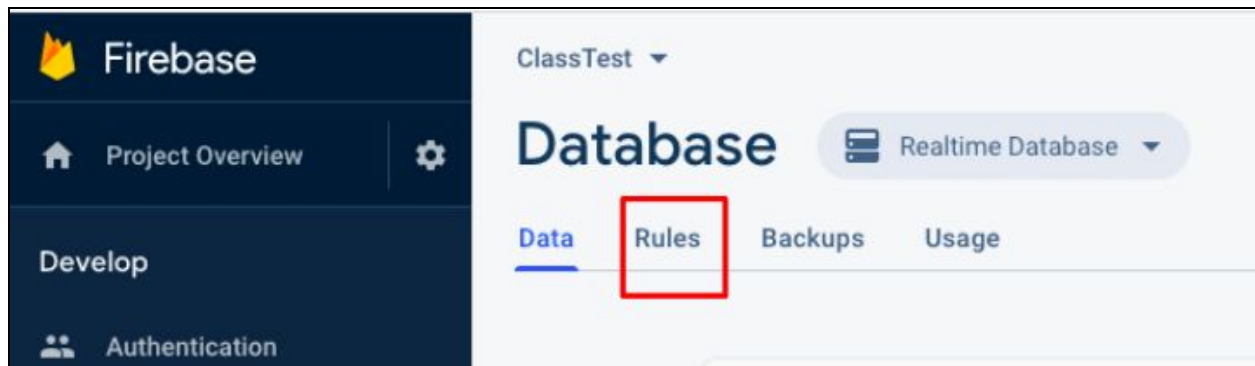 Firebase
Project Overview
Develop
Authentication
ClassTest
Database Realtime Database
Data Rules Backups Usage